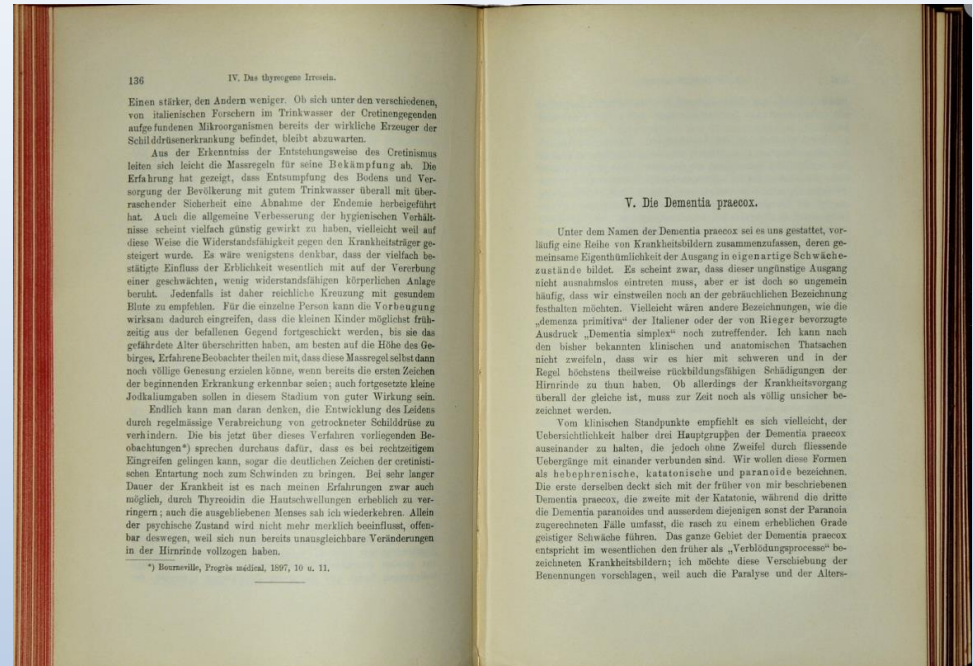 136
IV. Das thyreogene Irresein.
Einen stärker, den Andern weniger. Ob sich unter den verschiedenen,
von italienischen Forschern im Trinkwasser der Cretinengegenden
aufgefundenen Mikroorganismen bereits der wirkliche Erzeuger der
Schilddrüsenerkrankung befindet, bleibt abzuwarten.
Aus der Erkenntniss der Entstehungsweise des Cretinismus
leiten sich leicht die Massregeln für seine Bekämpfung ab. Die
Erfahrung hat gezeigt, dass Entsumpfung des Bodens und Ver-
sorgung der Bevölkerung mit gutem Trinkwasser überall mit über-
raschender Sicherheit eine Abnahme der Endemie herbeigeführt
hat. Auch die allgemeine Verbesserung der hygienischen Verhält-
nisse scheint vielfach günstig gewirkt zu haben, vielleicht weil auf
diese Weise die Widerstandsfähigkeit gegen den Krankheitsträger ge-
steigert wurde. Es wäre wenigstens denkbar, dass der vielfach be-
stätigte Einfluss der Erblichkeit wesentlich mit auf der Vererbung
einer geschwächten, wenig widerstandsfähigen körperlichen Anlage
beruht. Jedenfalls ist daher reichliche Kreuzung mit gesundem
Blute zu empfehlen. Für die einzelne Person kann die Vorbeugung
wirksam dadurch eingreifen, dass die kleinen Kinder möglichst früh-
zeitig aus der befallenen Gegend fortgeschickt werden, bis sie das
gefährdete Alter überschritten haben, am besten auf die Höhe des Ge-
birges. Erfahrene Beobachter theilen mit, dass diese Massregel selbst dann
noch völlige Genesung erzielen könne, wenn bereits die ersten Zeichen
der beginnenden Erkrankung erkennbar seien; auch fortgesetzte kleine
Jodkaliumgaben sollen in diesem Stadium von guter Wirkung sein.
Endlich kann man daran denken, die Entwicklung des Leidens
durch regelmässige Verabreichung von getrockneter Schilddrüse zu
verhindern. Die bis jetzt über dieses Verfahren vorliegenden Be-
obachtungen*) sprechen durchaus dafür, dass es bei rechtzeitigem
Eingreifen gelingen kann, sogar die deutlichen Zeichen der cretinisti-
schen Entartung noch zum Schwinden zu bringen. Bei sehr langer
Dauer der Krankheit ist es nach meinen Erfahrungen zwar auch
möglich, durch Thyreoidin die Hautschwellungen erheblich zu ver-
ringern; auch die ausgebliebenen Menses sah ich wiederkehren. Allein
der psychische Zustand wird nicht mehr merklich beeinflusst, offen-
bar deswegen, weil sich nun bereits unausgleichbare Veränderungen
in der Hirnrinde vollzogen haben.
*) Bourneville, Progrès médical, 1897, 10 u. 11.
V. Die Dementia praecox.
Unter dem Namen der Dementia praecox sei es uns gestattet, vor-
läufig eine Reihe von Krankheitsbildern zusammenzufassen, deren ge-
meinsame Eigenthümlichkeit der Ausgang in eigenartige Schwäche-
zustände bildet. Es scheint zwar, dass dieser ungünstige Ausgang
nicht ausnahmslos eintreten muss, aber er ist doch so ungemein
häufig, dass wir einstweilen noch an der gebräuchlichen Bezeichnung
festhalten möchten. Vielleicht wären andere Bezeichnungen, wie die
„demenza primitiva“ der Italiener oder der von Rieger bevorzugte
Ausdruck „Dementia simplex“ noch zutreffender. Ich kann nach
den bisher bekannten klinischen und anatomischen Thatsachen
nicht zweifeln, dass wir es hier mit schweren und in der
Regel höchstens theilweise rückbildungsfähigen Schädigungen der
Hirnrinde zu thun haben. Ob allerdings der Krankheitsvorgang
überall der gleiche ist, muss zur Zeit noch als völlig unsicher be-
zeichnet werden.
Vom klinischen Standpunkte empfiehlt es sich vielleicht, der
Uebersichtlichkeit halber drei Hauptgruppen der Dementia praecox
auseinander zu halten, die jedoch ohne Zweifel durch fliessende
Uebergänge mit einander verbunden sind. Wir wollen diese Formen
als hebephrenische, katatonische und paranoide bezeichnen.
Die erste derselben deckt sich mit der früher von mir beschriebenen
Dementia praecox, die zweite mit der Katatonie, während die dritte
die Dementia paranoides und ausserdem diejenigen sonst der Paranoia
zugerechneten Fälle umfasst, die rasch zu einem erheblichen Grade
geistiger Schwäche führen. Das ganze Gebiet der Dementia praecox
entspricht im wesentlichen den früher als „Verblödungsprocesse“ be-
zeichneten Krankheitsbildern; ich möchte diese Verschiebung der
Benennungen vorschlagen, weil auch die Paralyse und der Alters-